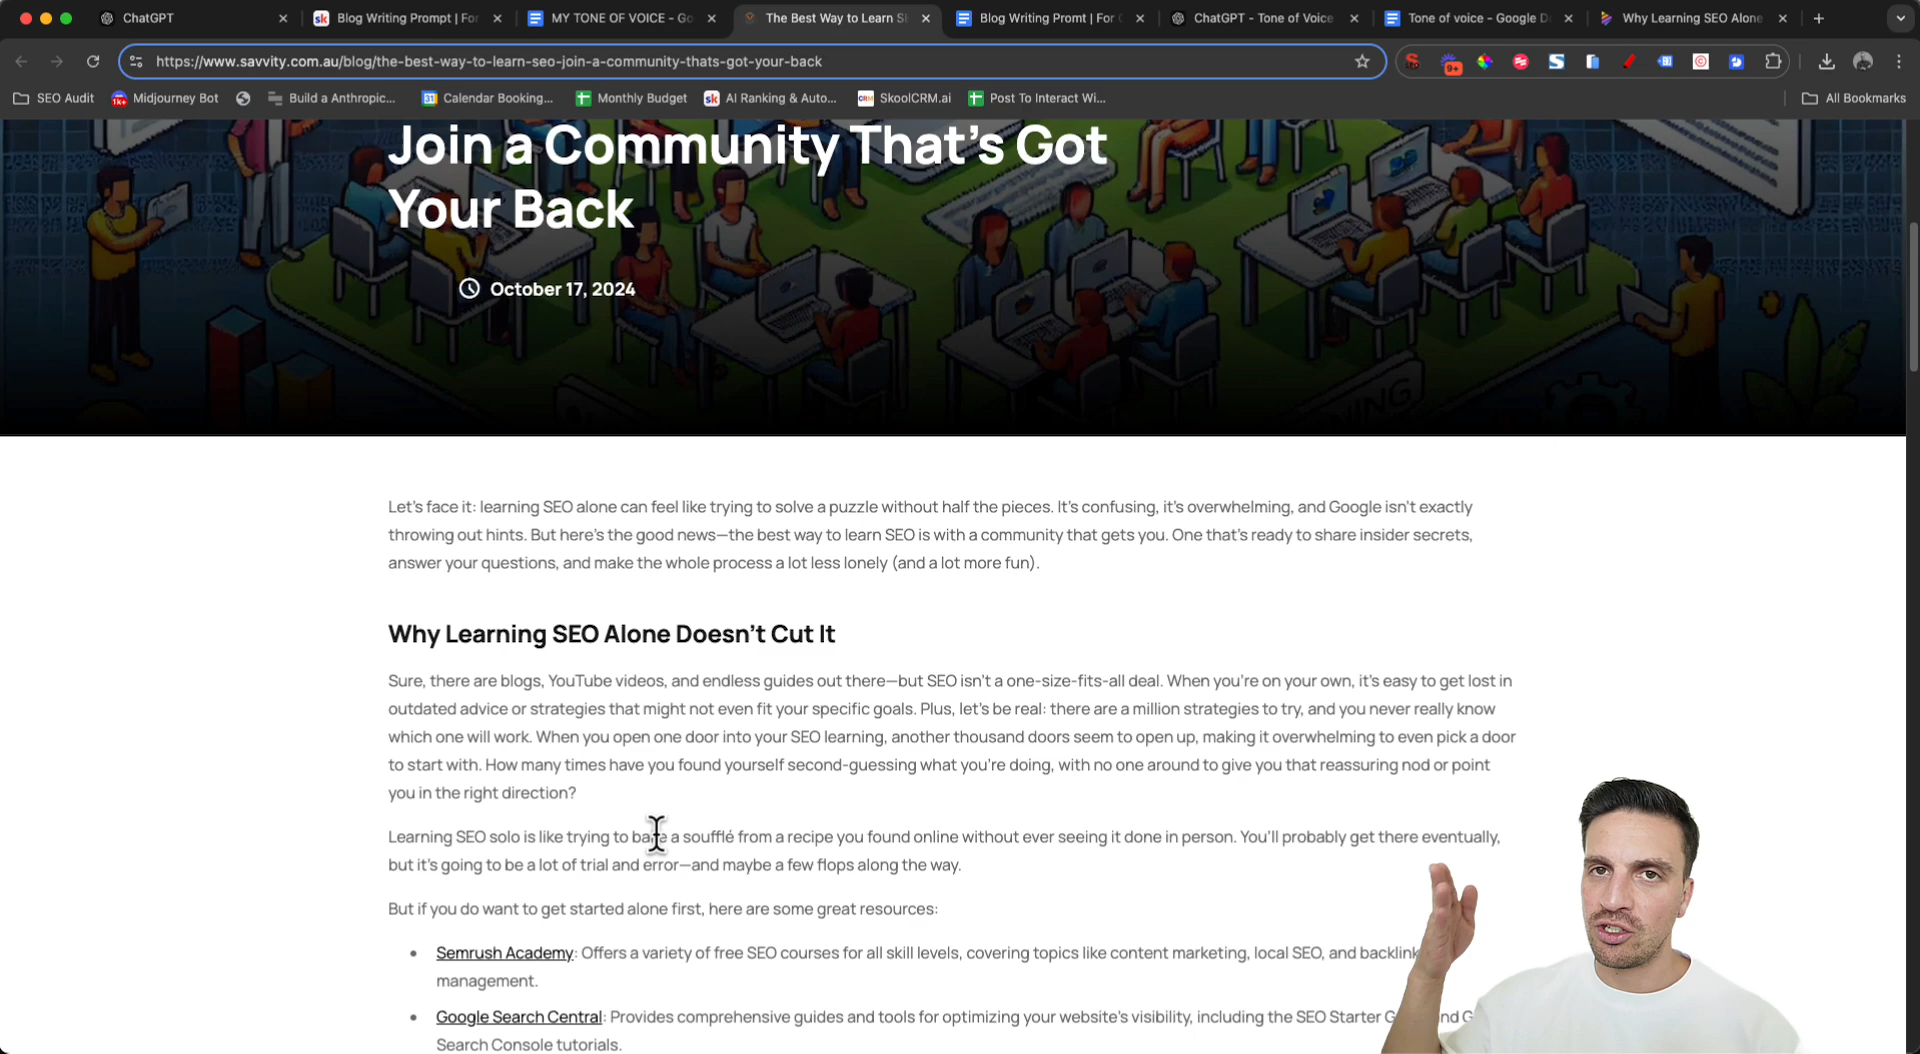 ChatGPT
Blog Writing Prompt | For
MY TONE OF VOICE - Go
The Best Way to Learn S
Blog Writing Promt | For
ChatGPT - Tone of Voice
Tone of voice - Google D
Why Learning SEO Alone
https://www.savvity.com.au/blog/the-best-way-to-learn-seo-join-a-community-thats-got-your-back
9+
SEO Audit
1k+
Midjourney Bot
Build a Anthropic...
31
Calendar Booking...
Monthly Budget
sk
AI Ranking & Auto...
CRM
SkoolCRM.ai
Post To Interact Wi...
All Bookmarks
Join a Community That's Got
Your Back
October 17, 2024
Let's face it: learning SEO alone can feel like trying to solve a puzzle without half the pieces. It's confusing, it's overwhelming, and Google isn't exactly
throwing out hints. But here's the good news—the best way to learn SEO is with a community that gets you. One that's ready to share insider secrets,
answer your questions, and make the whole process a lot less lonely (and a lot more fun).
Why Learning SEO Alone Doesn't Cut It
Sure, there are blogs, YouTube videos, and endless guides out there—but SEO isn't a one-size-fits-all deal. When you're on your own, it's easy to get lost in
outdated advice or strategies that might not even fit your specific goals. Plus, let's be real: there are a million strategies to try, and you never really know
which one will work. When you open one door into your SEO learning, another thousand doors seem to open up, making it overwhelming to even pick a door
to start with. How many times have you found yourself second-guessing what you're doing, with no one around to give you that reassuring nod or point
you in the right direction?
Learning SEO solo is like trying to bake a soufflé from a recipe you found online without ever seeing it done in person. You'll probably get there eventually,
but it's going to be a lot of trial and error—and maybe a few flops along the way.
But if you do want to get started alone first, here are some great resources:
Semrush Academy: Offers a variety of free SEO courses for all skill levels, covering topics like content marketing, local SEO, and backlink
management.
Google Search Central: Provides comprehensive guides and tools for optimizing your website's visibility, including the SEO Starter G
Search Console tutorials.